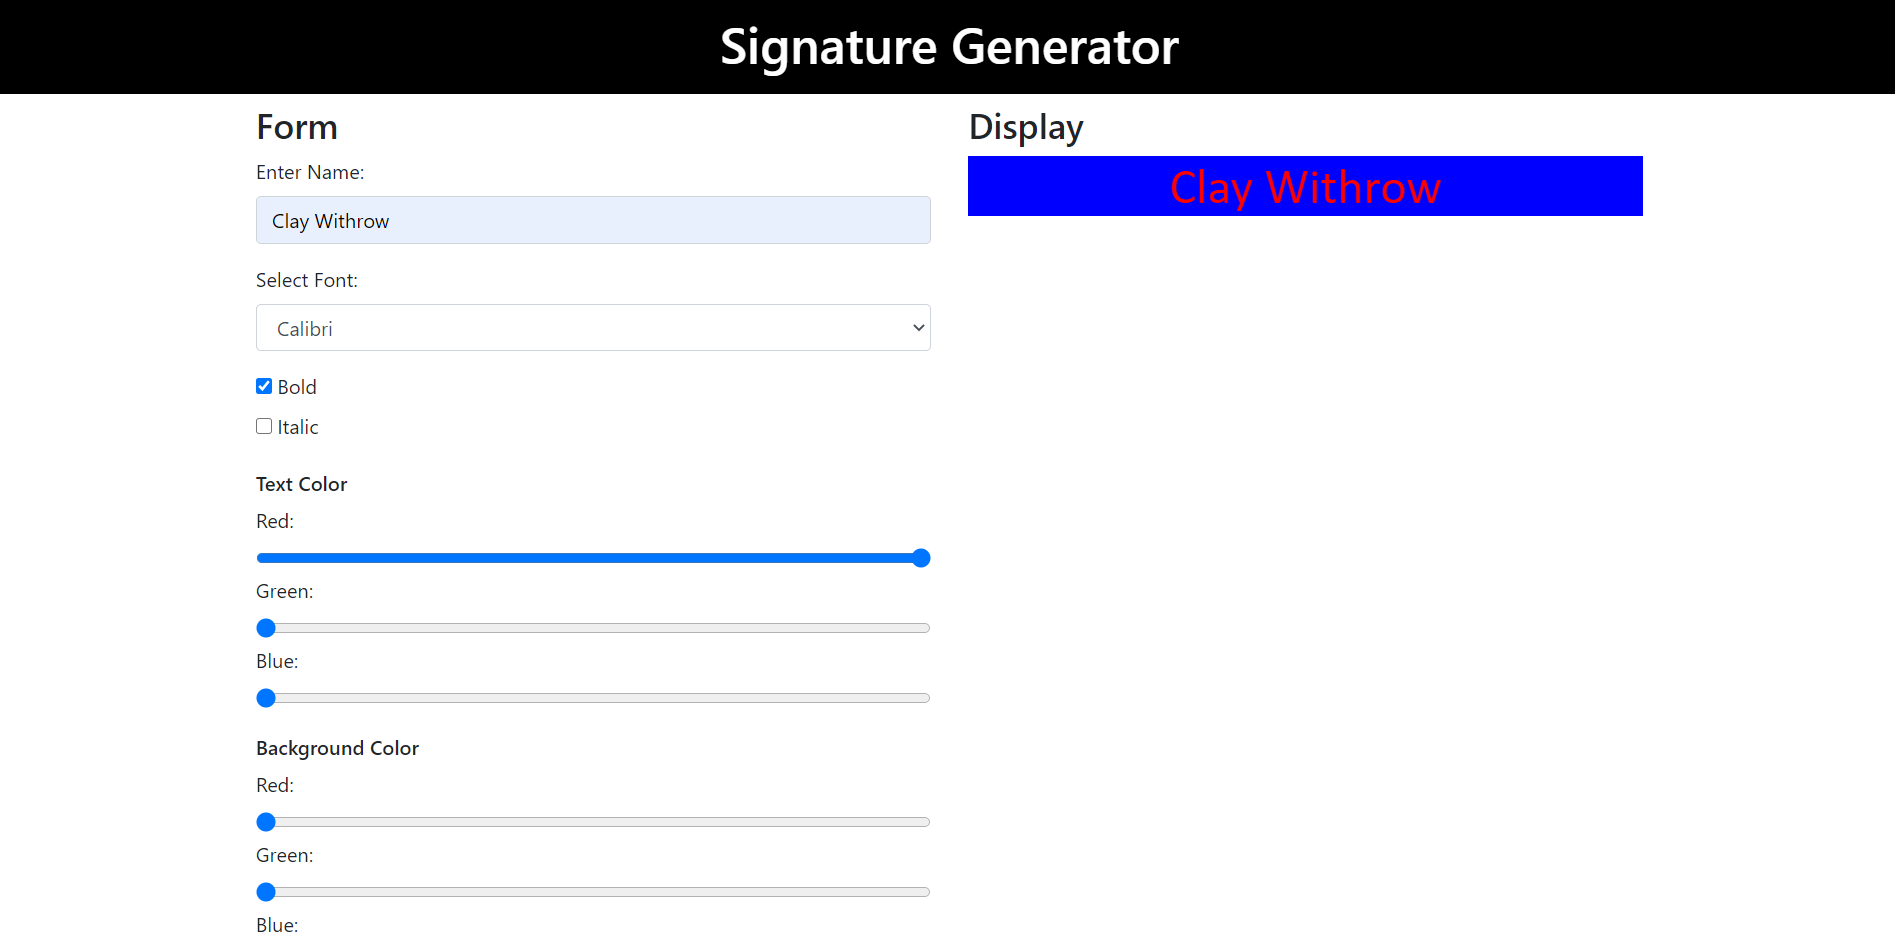 Signature Generator
Form
Enter Name:
Clay Withrow
Select Font:
Calibri
Bold
Italic
Text Color
Red:
Green:
Blue:
Background Color
Red:
Green:
Blue:
Display
Clay Withrow